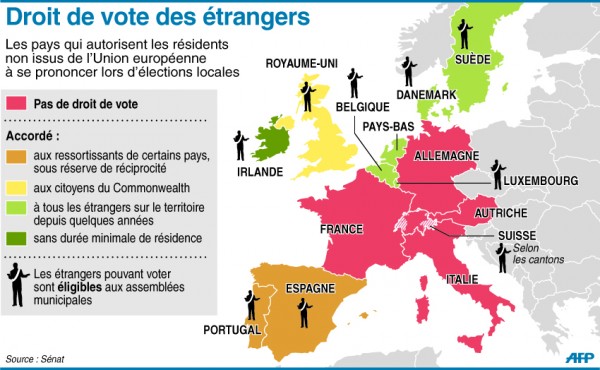 Droit de vote des étrangers
Les pays qui autorisent les résidents
non issus de l'Union européenne
à se prononcer lors d'élections locales
Pas de droit de vote
Accordé :
aux ressortissants de certains pays,
sous réserve de réciprocité
aux citoyens du Commonwealth
à tous les étrangers sur le territoire
depuis quelques années
sans durée minimale de résidence
Les étrangers pouvant voter
sont éligibles aux assemblées
municipales
SUÈDE
ROYAUME-UNI
DANEMARK
BELGIQUE
PAYS-BAS
IRLANDE
ALLEMAGNE
LUXEMBOURG
AUTRICHE
FRANCE
SUISSE
Selon
les cantons
ITALIE
ESPAGNE
PORTUGAL
Source : Sénat
AFP